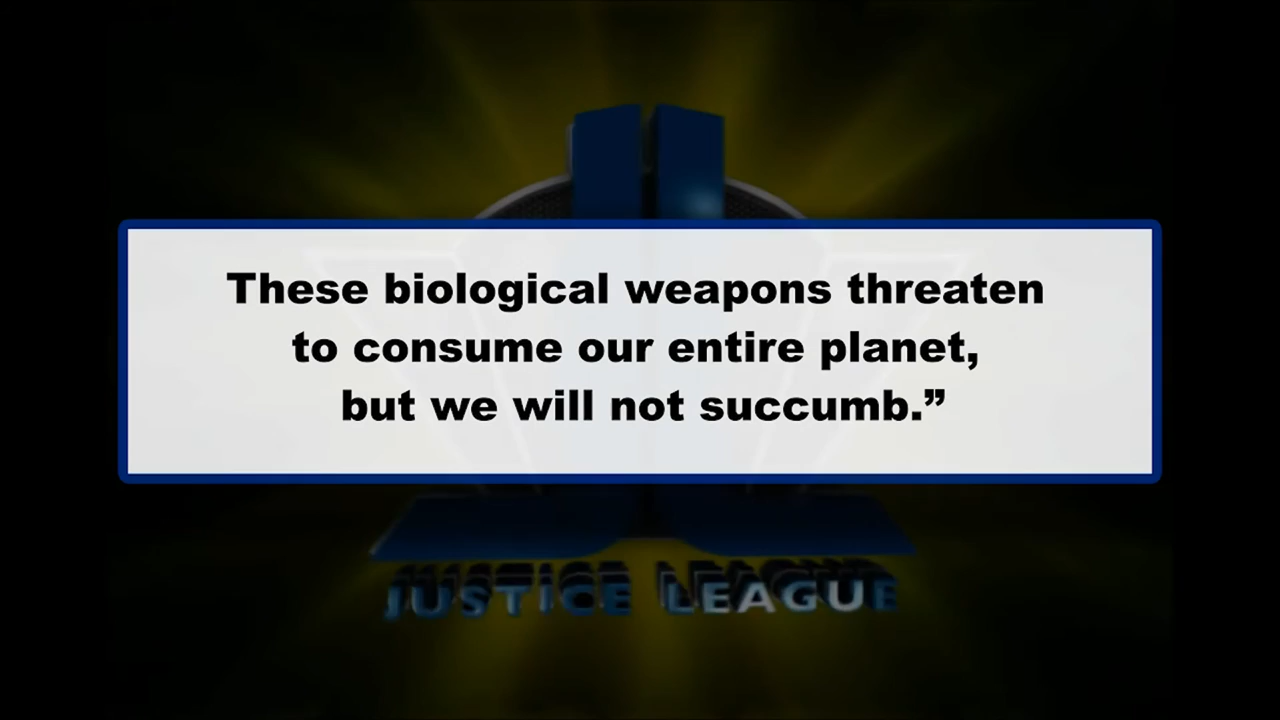 These biological weapons threaten
to consume our entire planet,
but we will not succumb.”
JUSTICE LEAGUE